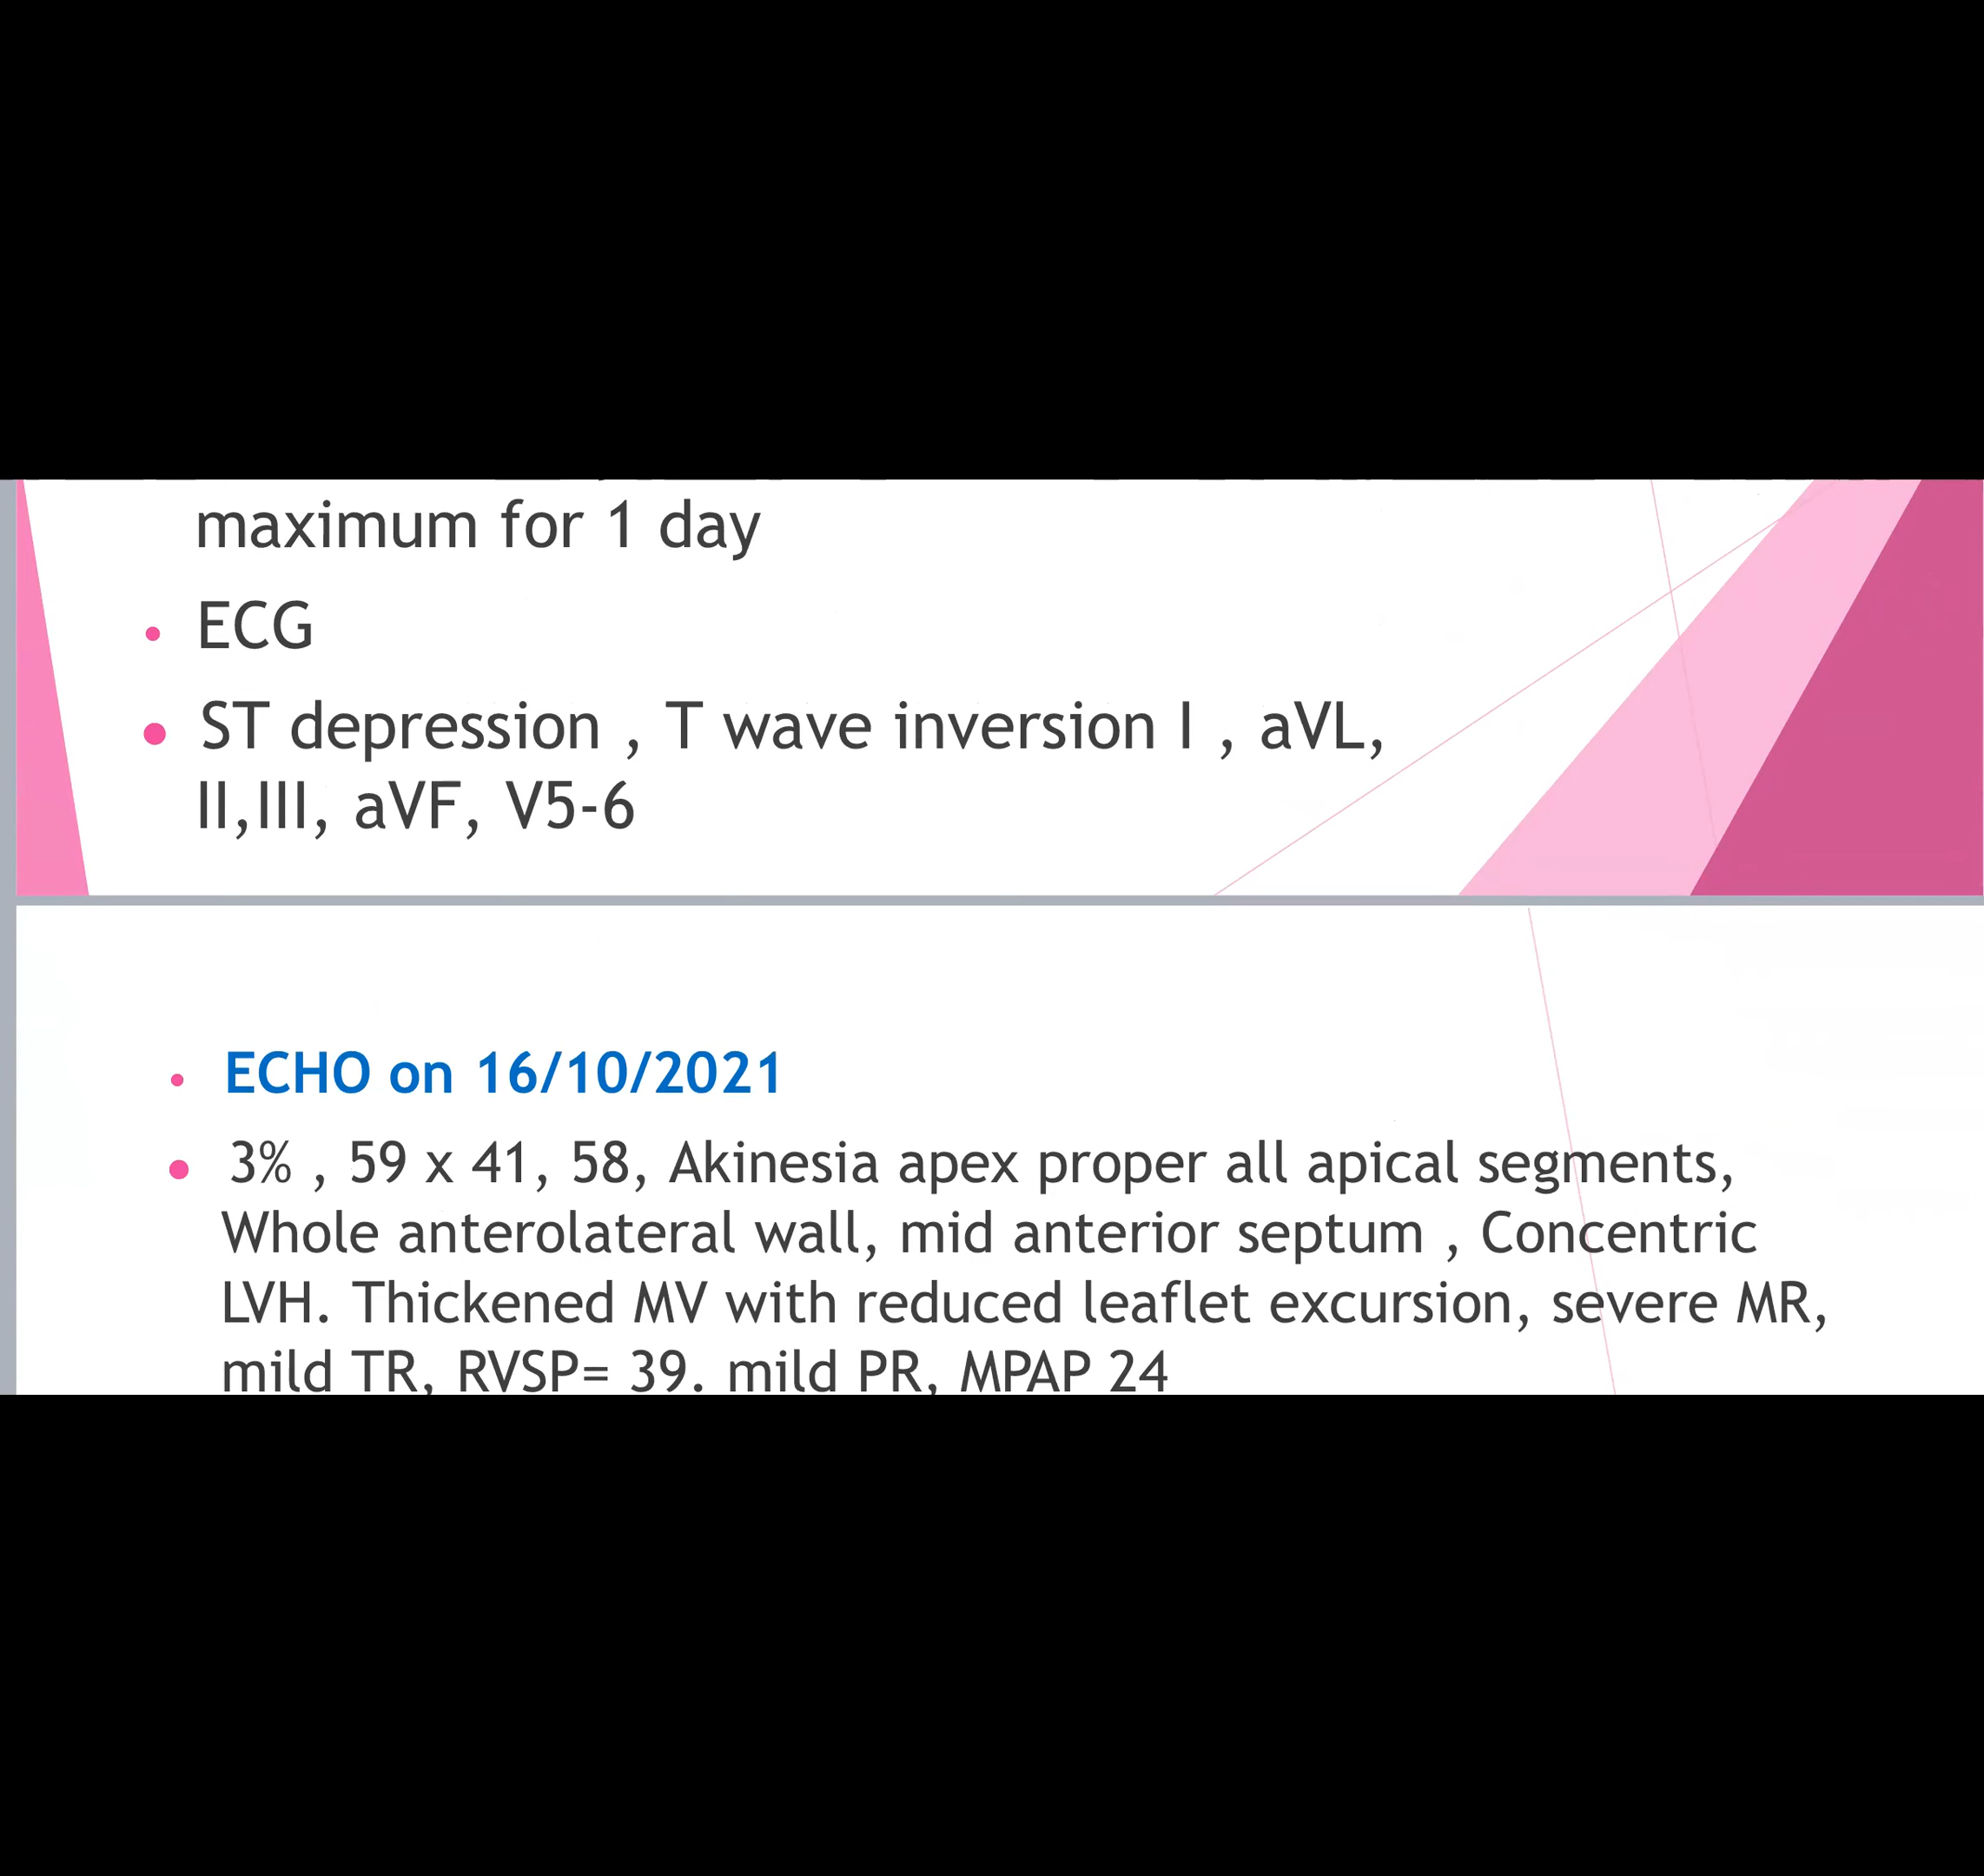 maximum for 1 day
• ECG
• ST depression , T wave inversion I , aVL,
II,III, aVF, V5-6
• ECHO on 16/10/2021
• 3% , 59 x 41, 58, Akinesia apex proper all apical segments,
Whole anterolateral wall, mid anterior septum , Concentric
LVH. Thickened MV with reduced leaflet excursion, severe MR,
mild TR, RVSP= 39. mild PR, MPAP 24